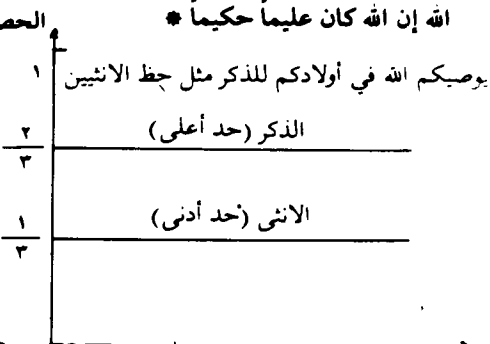 الله إن الله كان عليماً حكيماً *
الحصـ
١
يوصيكم الله في أولادكم للذكر مثل حظ الانثيين
الذكر (حد أعلى)
٢
٣
الانثى (حد أدنى)
١
٣